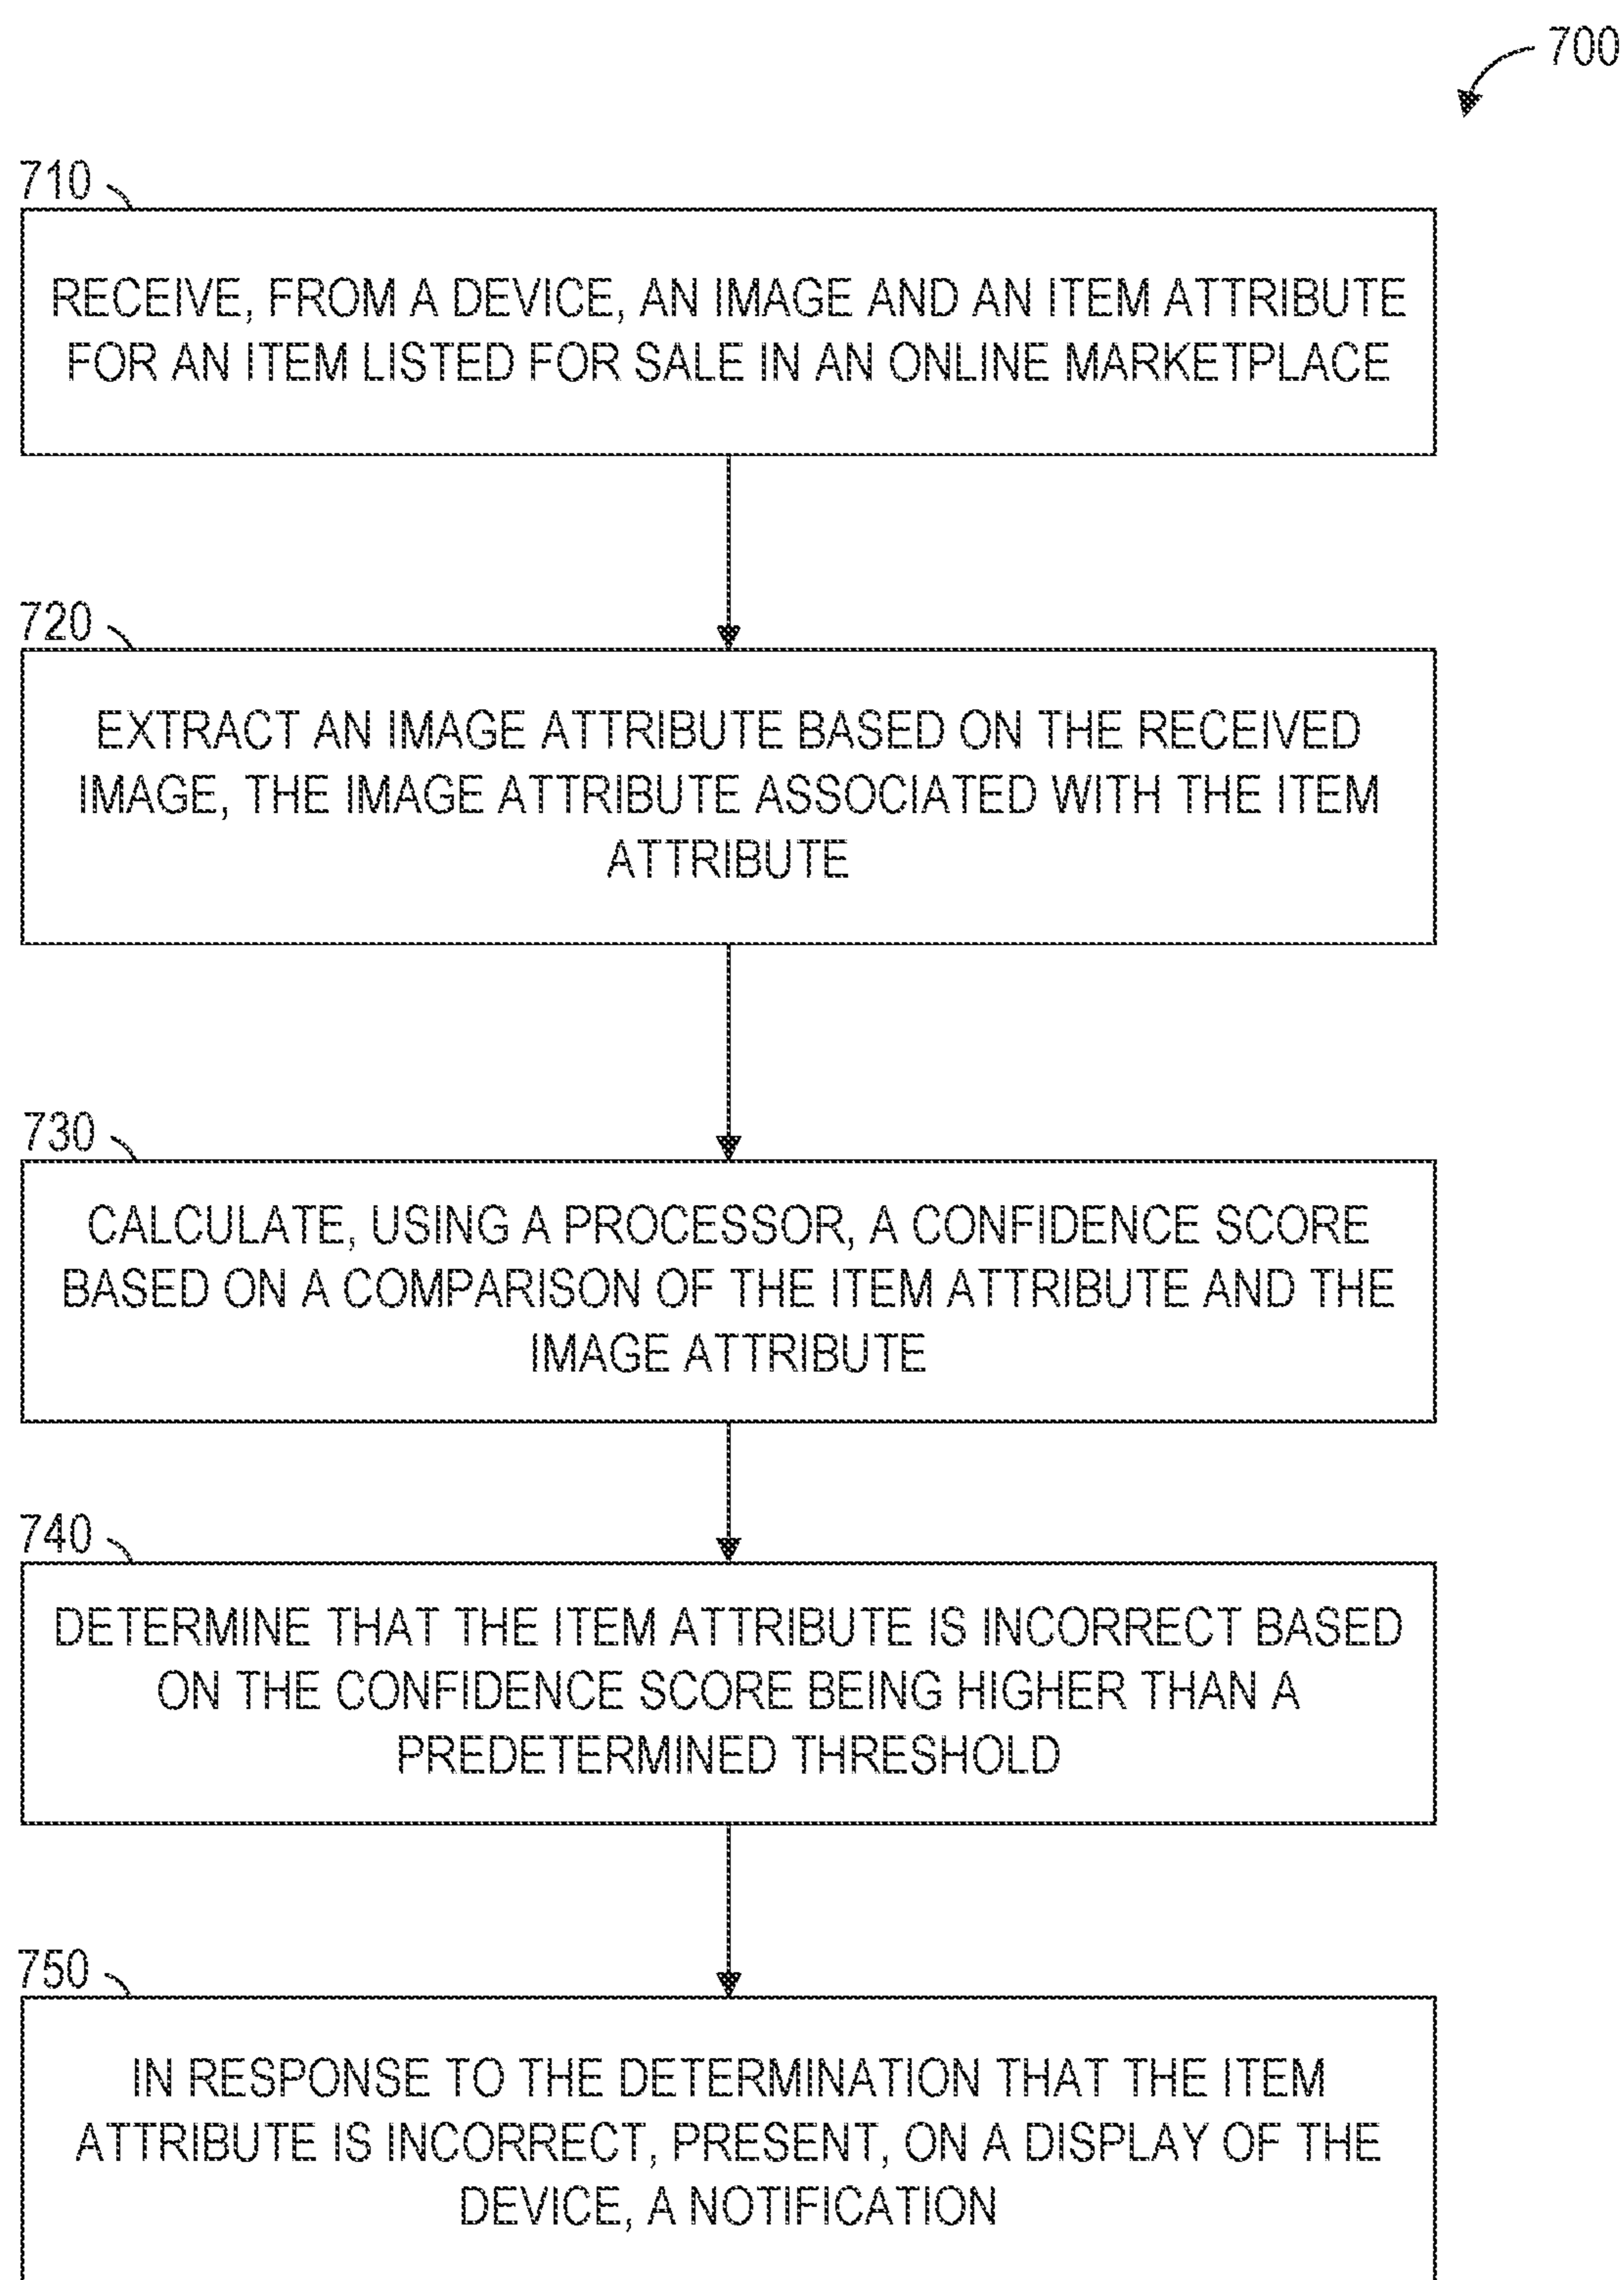 700
710
RECEIVE, FROM A DEVICE, AN IMAGE AND AN ITEM ATTRIBUTE
FOR AN ITEM LISTED FOR SALE IN AN ONLINE MARKETPLACE
720
EXTRACT AN IMAGE ATTRIBUTE BASED ON THE RECEIVED
IMAGE, THE IMAGE ATTRIBUTE ASSOCIATED WITH THE ITEM
ATTRIBUTE
730
CALCULATE, USING A PROCESSOR, A CONFIDENCE SCORE
BASED ON A COMPARISON OF THE ITEM ATTRIBUTE AND THE
IMAGE ATTRIBUTE
740
DETERMINE THAT THE ITEM ATTRIBUTE IS INCORRECT BASED
ON THE CONFIDENCE SCORE BEING HIGHER THAN A
PREDETERMINED THRESHOLD
750
IN RESPONSE TO THE DETERMINATION THAT THE ITEM
ATTRIBUTE IS INCORRECT, PRESENT, ON A DISPLAY OF THE
DEVICE, A NOTIFICATION